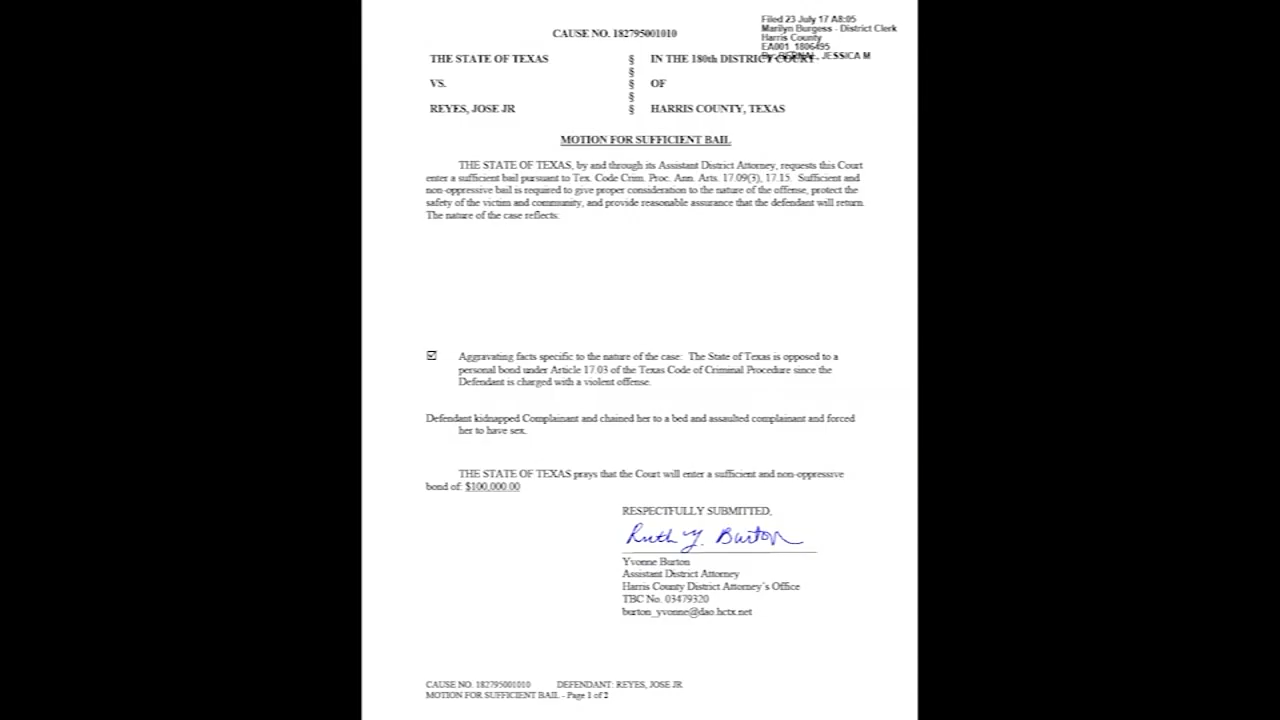 Filed 23 July 17 A8:05
Marilyn Burgess - District Clerk
Harris County
EA001_1806495
By: BERNAL, JESSICA M
CAUSE NO. 182795001010
THE STATE OF TEXAS § IN THE 180th DISTRICT COURT
§
VS. § OF
§
REYES, JOSE JR § HARRIS COUNTY, TEXAS
MOTION FOR SUFFICIENT BAIL
THE STATE OF TEXAS, by and through its Assistant District Attorney, requests this Court
enter a sufficient bail pursuant to Tex. Code Crim. Proc. Ann. Arts. 17.09(3), 17.15. Sufficient and
non-oppressive bail is required to give proper consideration to the nature of the offense, protect the
safety of the victim and community, and provide reasonable assurance that the defendant will return.
The nature of the case reflects:
☑ Aggravating facts specific to the nature of the case: The State of Texas is opposed to a
personal bond under Article 17.03 of the Texas Code of Criminal Procedure since the
Defendant is charged with a violent offense.
Defendant kidnapped Complainant and chained her to a bed and assaulted complainant and forced
her to have sex.
THE STATE OF TEXAS prays that the Court will enter a sufficient and non-oppressive
bond of: $100,000.00
RESPECTFULLY SUBMITTED,
Ruth Y. Burton
Yvonne Burton
Assistant District Attorney
Harris County District Attorney's Office
TBC No. 03479320
burton_yvonne@dao.hctx.net
CAUSE NO. 182795001010 DEFENDANT: REYES, JOSE JR
MOTION FOR SUFFICIENT BAIL - Page 1 of 2